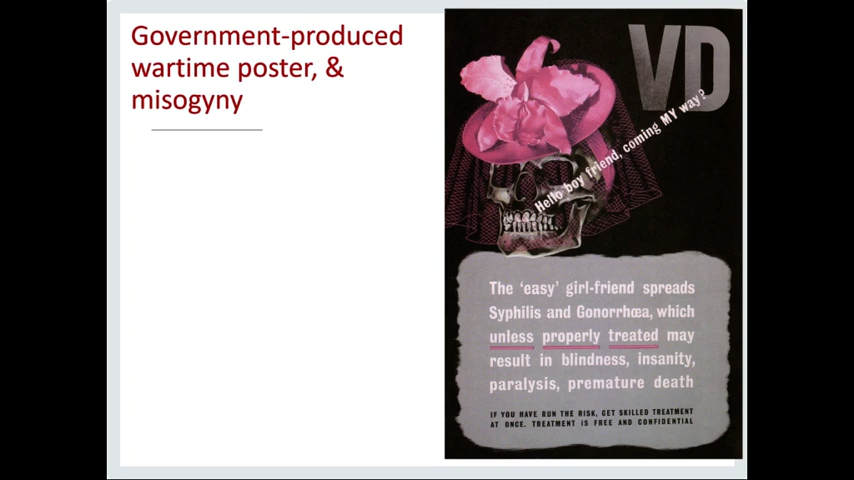 Government-produced
wartime poster, &
misogyny
VD
Hello boy friend, coming MY way?
The ‘easy’ girl-friend spreads
Syphilis and Gonorrhœa, which
unless properly treated may
result in blindness, insanity,
paralysis, premature death
IF YOU HAVE RUN THE RISK, GET SKILLED TREATMENT
AT ONCE. TREATMENT IS FREE AND CONFIDENTIAL